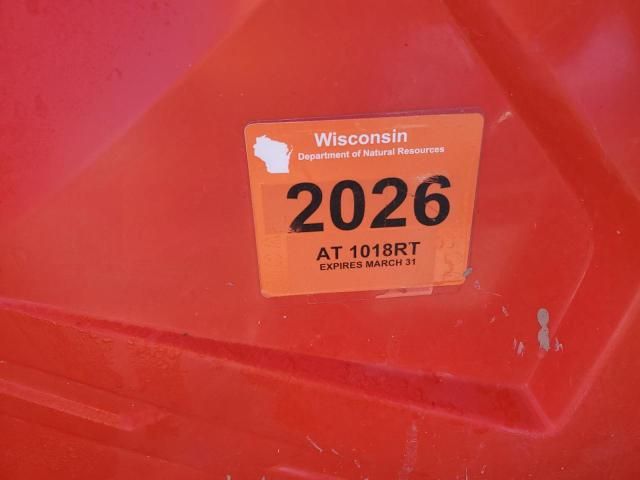 Wisconsin
Department of Natural Resources
2026
AT 1018RT
EXPIRES MARCH 31